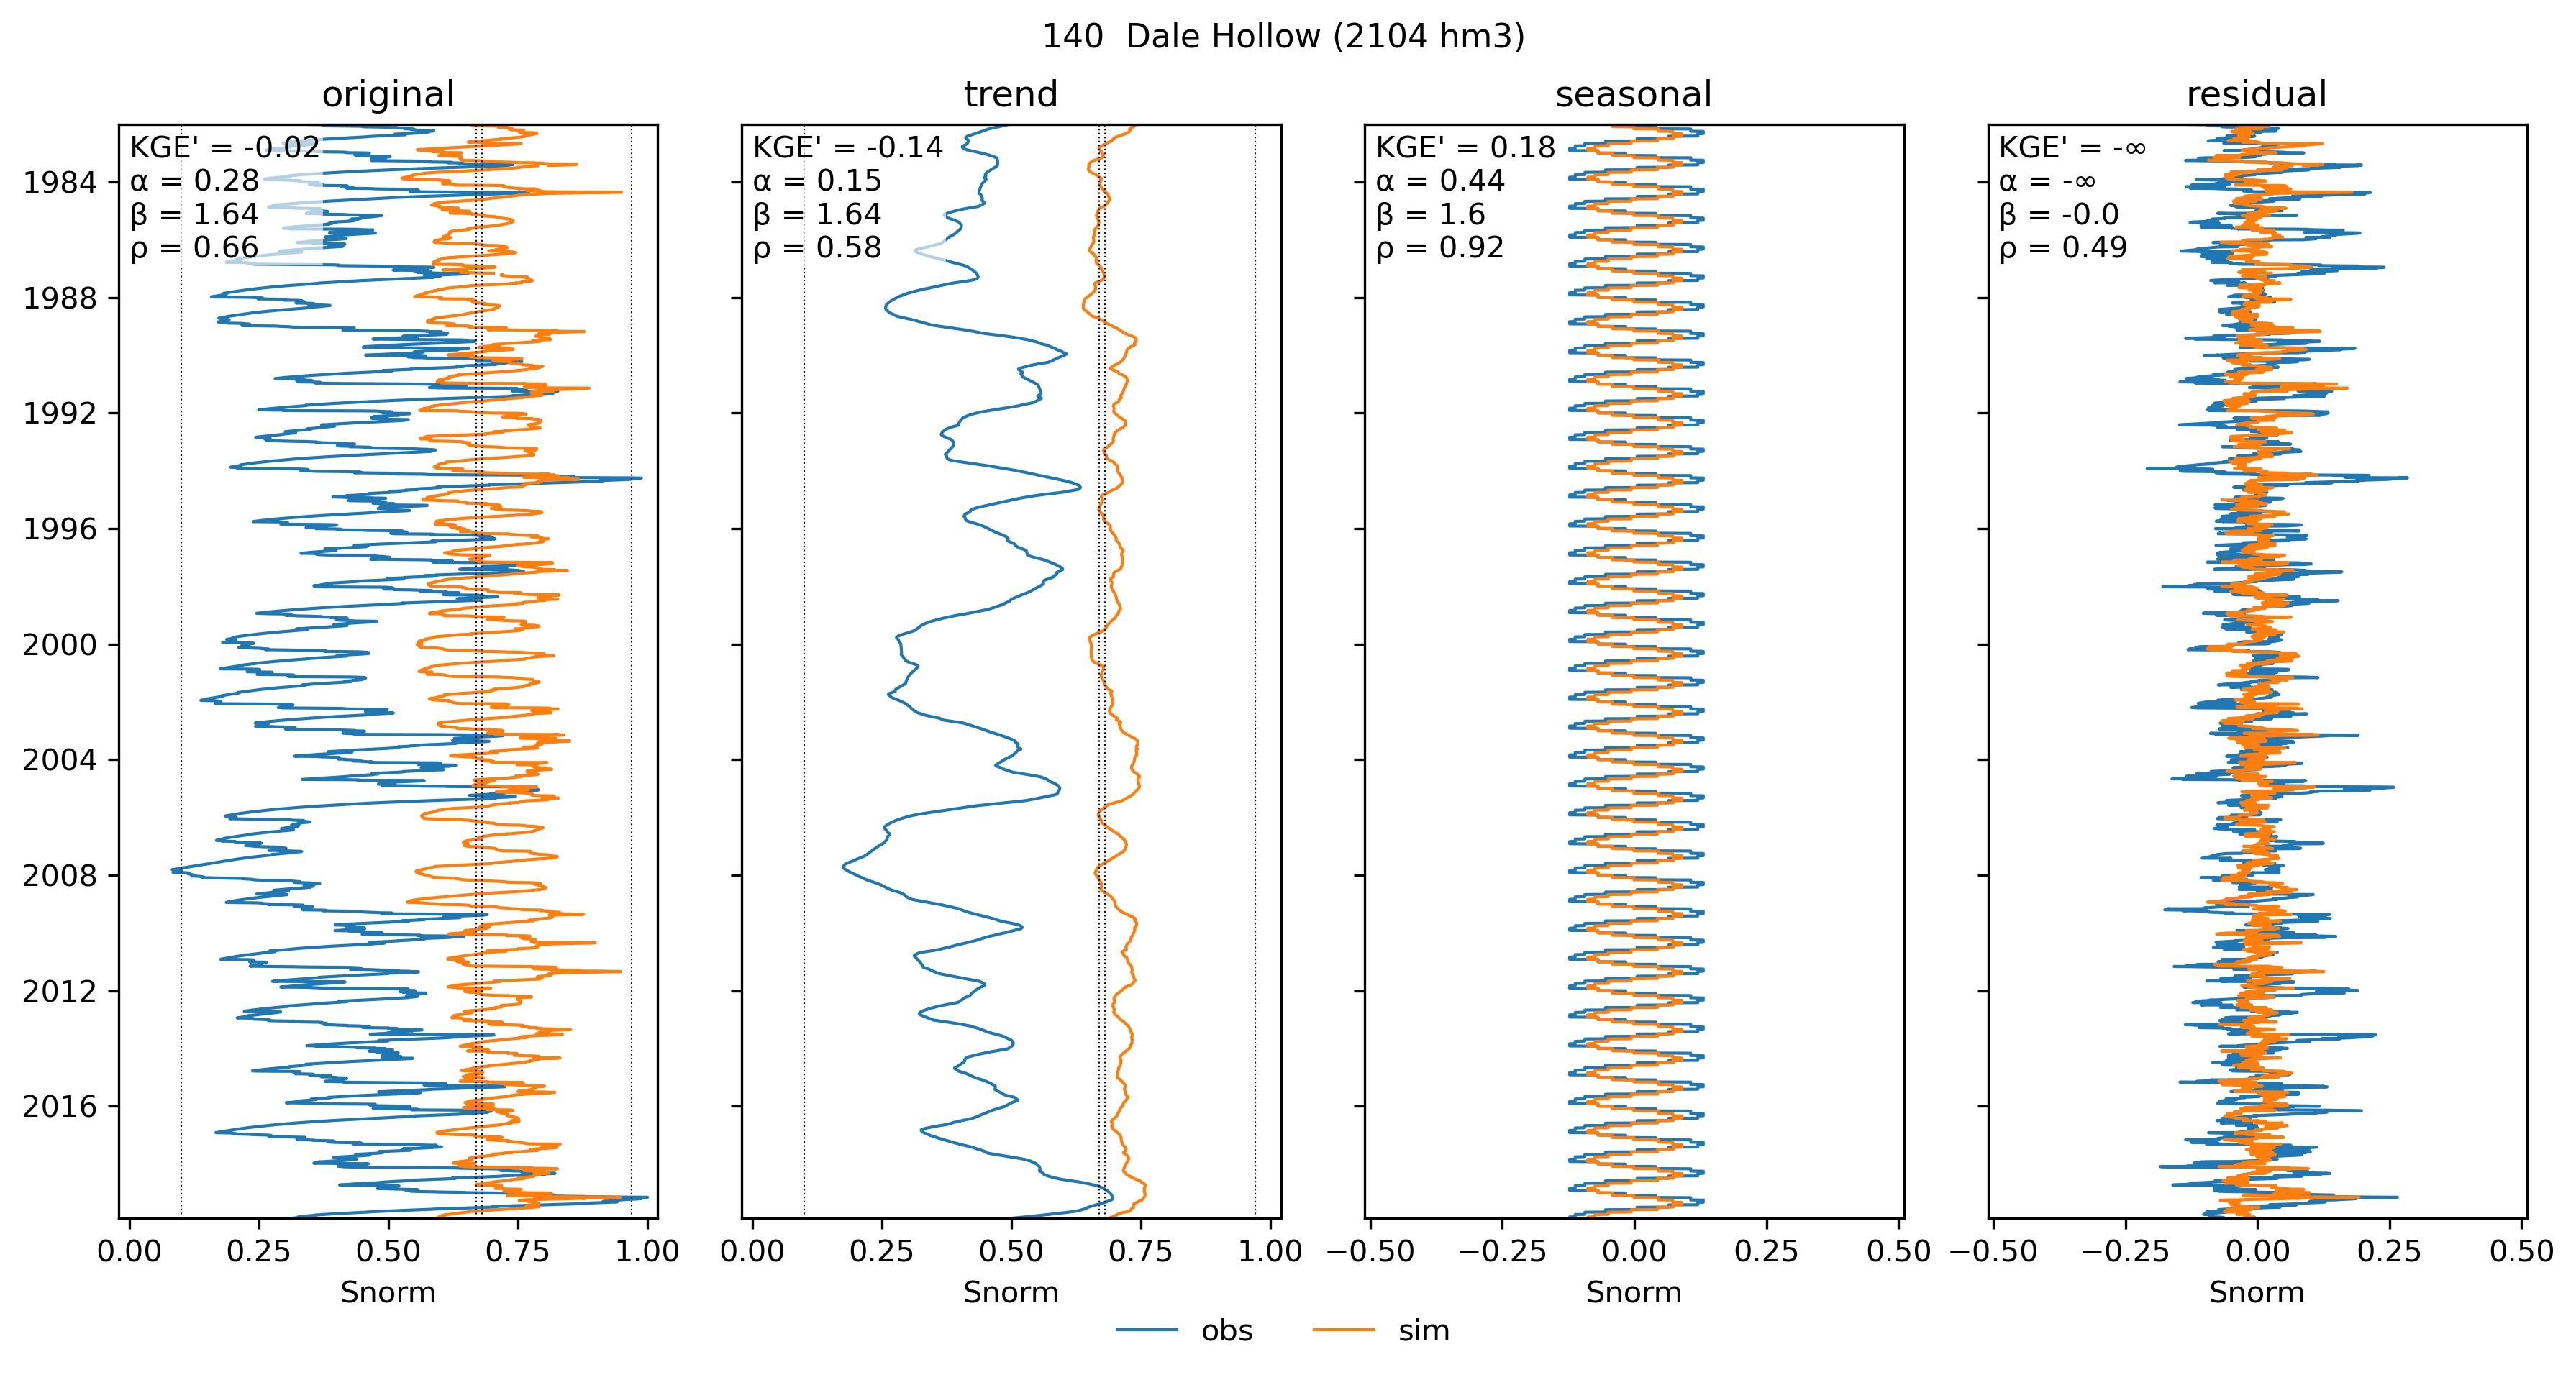 140  Dale Hollow (2104 hm3)
original
trend
seasonal
residual
KGE' = -0.02
α = 0.28
β = 1.64
ρ = 0.66
KGE' = -0.14
α = 0.15
β = 1.64
ρ = 0.58
KGE' = 0.18
α = 0.44
β = 1.6
ρ = 0.92
KGE' = -∞
α = -∞
β = -0.0
ρ = 0.49
1984
1988
1992
1996
2000
2004
2008
2012
2016
0.00 0.25 0.50 0.75 1.00
0.00 0.25 0.50 0.75 1.00
−0.50 −0.25 0.00 0.25 0.50
−0.50 −0.25 0.00 0.25 0.50
Snorm
Snorm
Snorm
Snorm
obs sim